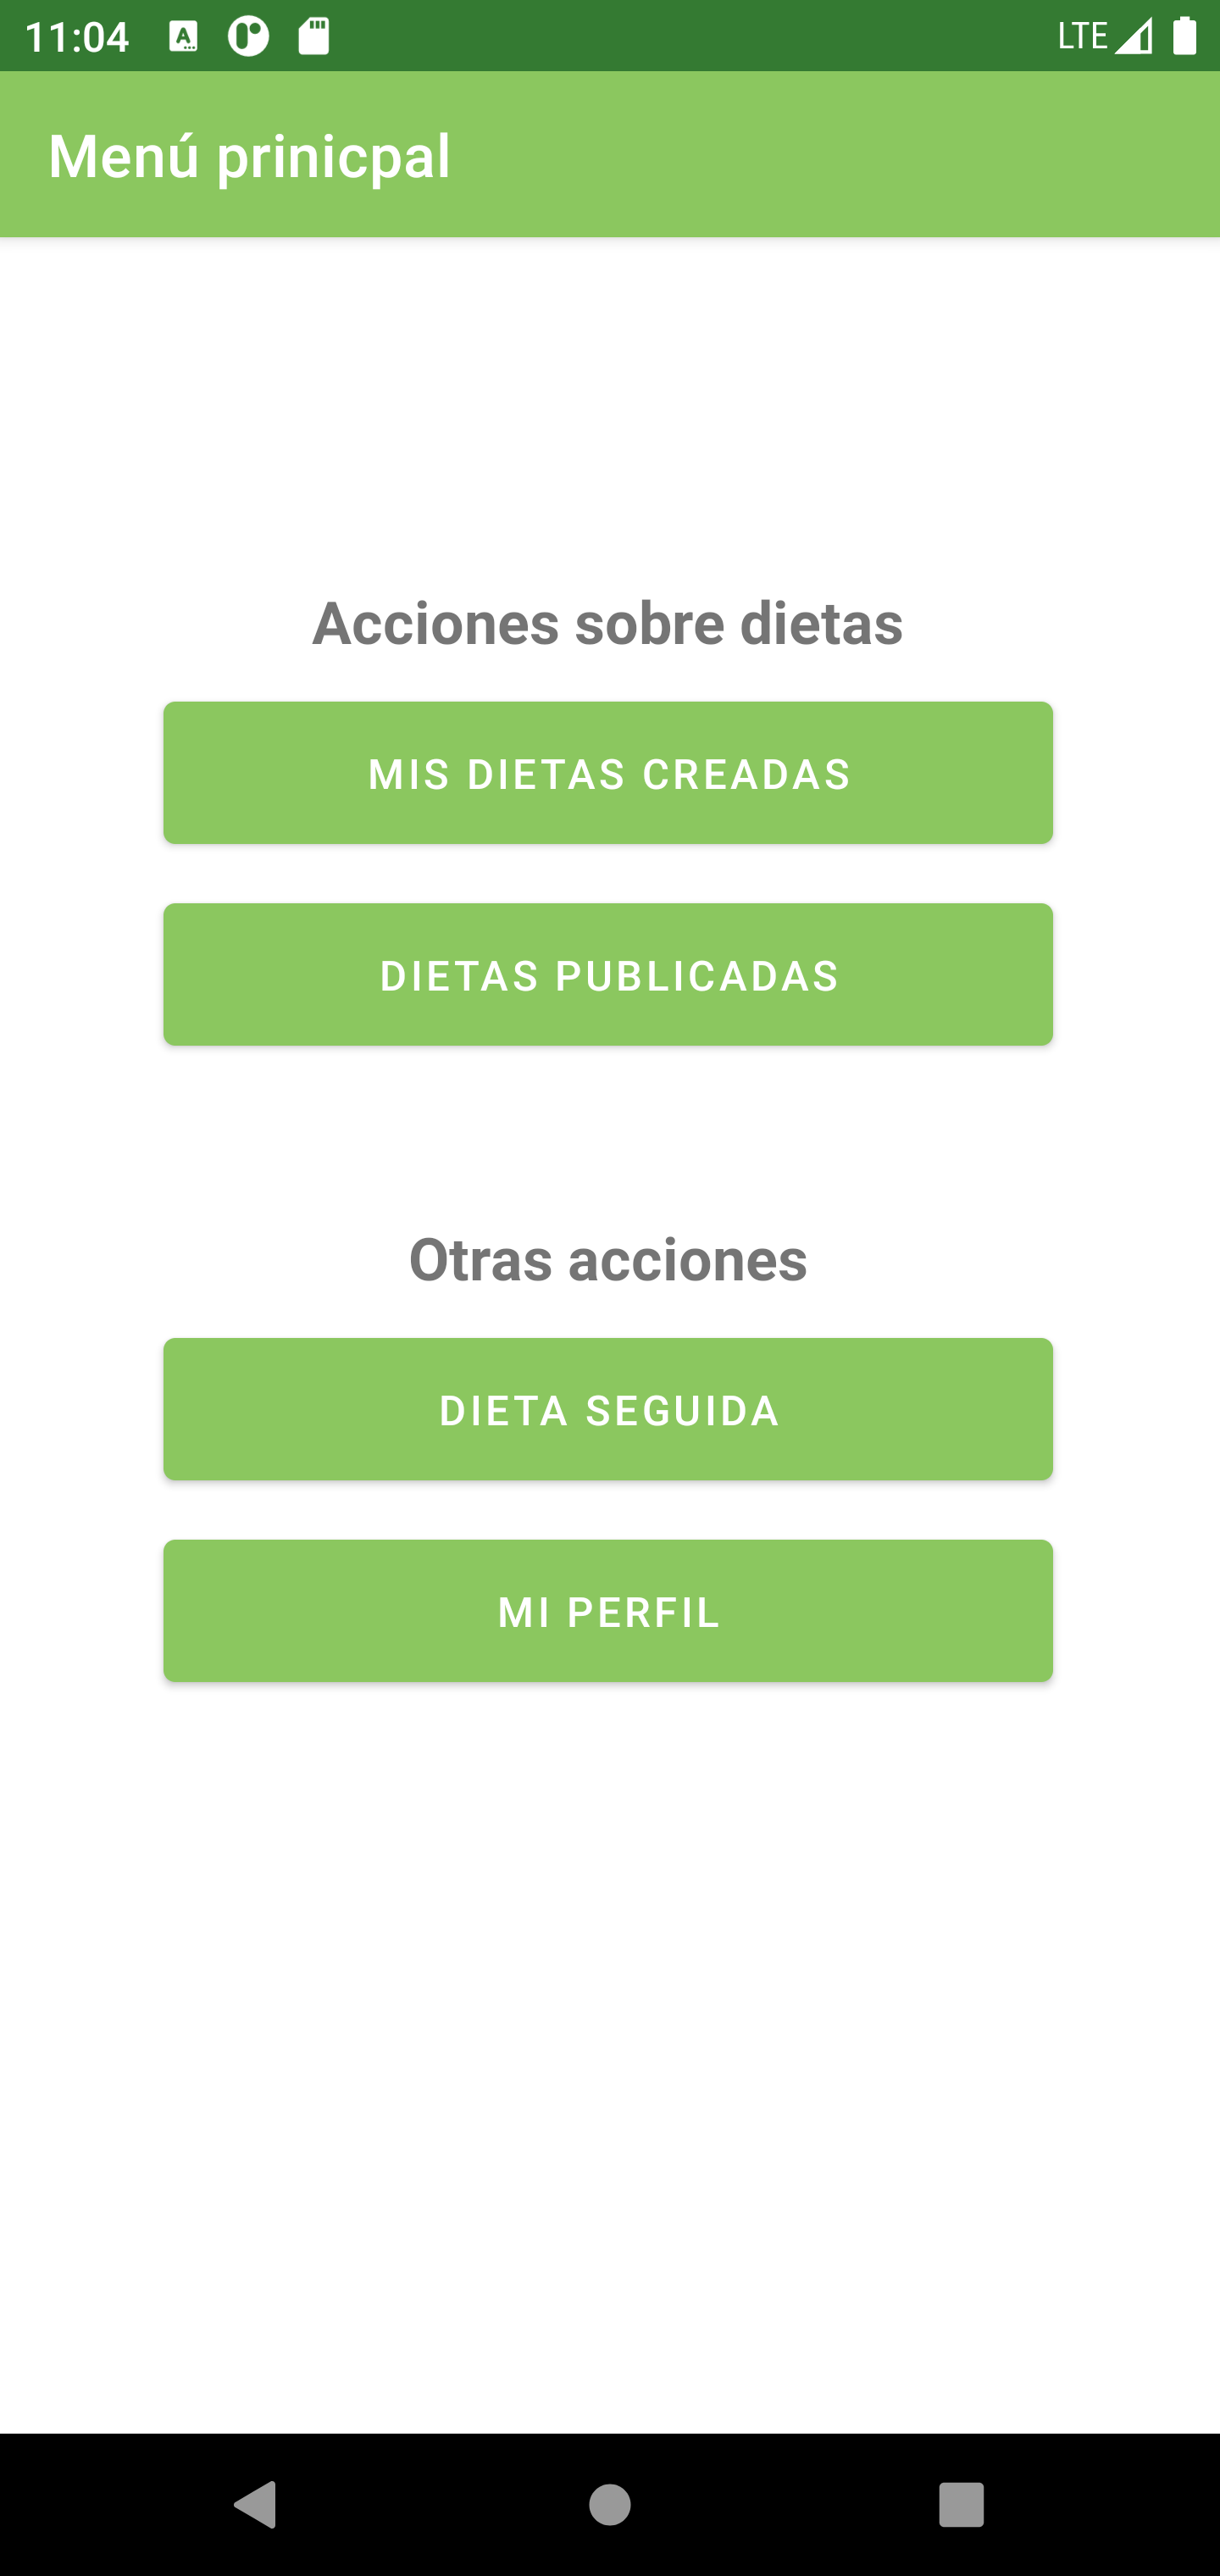 11:04
LTE
Menú prinicpal
Acciones sobre dietas
MIS DIETAS CREADAS
DIETAS PUBLICADAS
Otras acciones
DIETA SEGUIDA
MI PERFIL